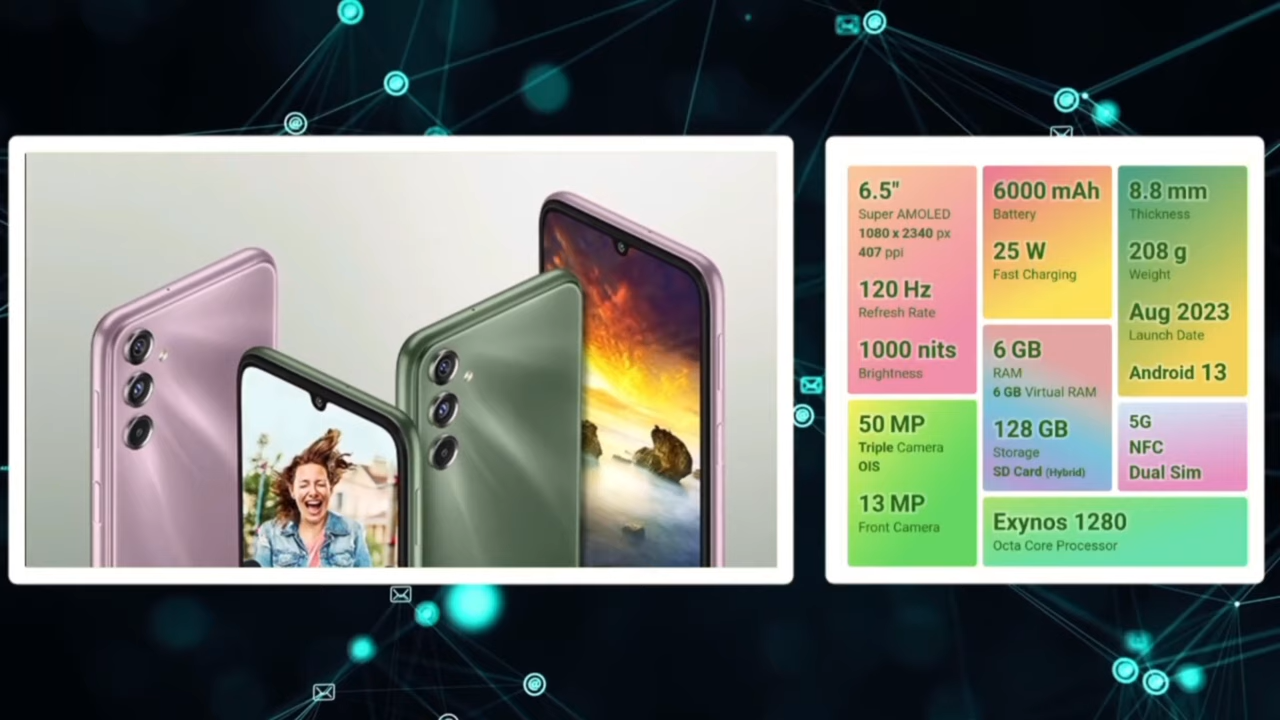 6.5"
Super AMOLED
1080 x 2340 px
407 ppi
120 Hz
Refresh Rate
1000 nits
Brightness
50 MP
Triple Camera
OIS
13 MP
Front Camera
6000 mAh
Battery
25 W
Fast Charging
6 GB
RAM
6 GB Virtual RAM
128 GB
Storage
SD Card (Hybrid)
8.8 mm
Thickness
208 g
Weight
Aug 2023
Launch Date
Android 13
5G
NFC
Dual Sim
Exynos 1280
Octa Core Processor